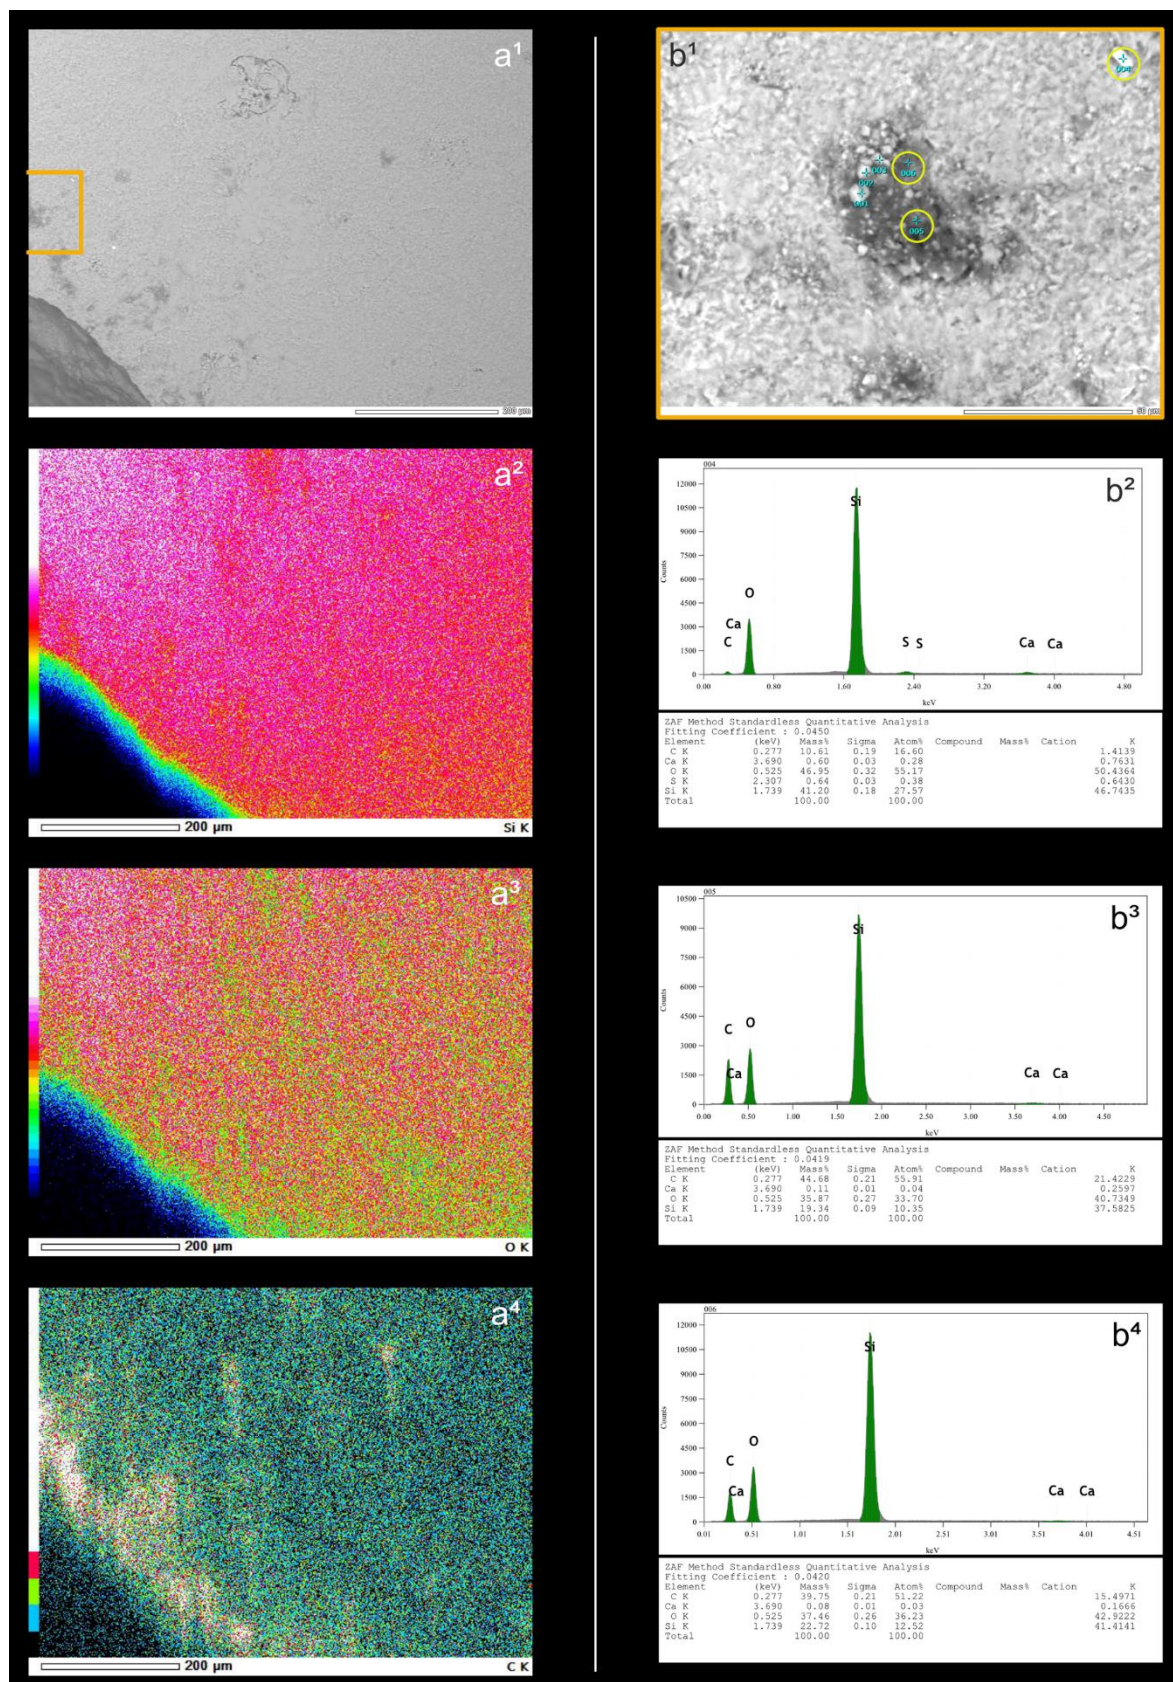 a¹
200 µm
a²
200 µm Si K
a³
200 µm O K
a⁴
200 µm C K
b¹
004
002
006
001
005
50 µm
004
b²
12000
10500
9000
7500
6000
4500
3000
1500
0
Counts
Si
O
Ca
C
S S
Ca Ca
0.00 0.80 1.60 2.40 3.20 4.00 4.80
keV
ZAF Method Standardless Quantitative Analysis
Fitting Coefficient : 0.0450
Element (keV) Mass% Sigma Atom% Compound Mass% Cation K
C K 0.277 10.61 0.19 16.60 1.4139
Ca K 3.690 0.60 0.03 0.28 0.7631
O K 0.525 46.95 0.32 55.17 50.4364
S K 2.307 0.64 0.03 0.38 0.6430
Si K 1.739 41.20 0.18 27.57 46.7435
Total 100.00 100.00
005
b³
10500
9000
7500
6000
4500
3000
1500
0
Counts
Si
O
C
Ca
Ca Ca
0.00 0.50 1.00 1.50 2.00 2.50 3.00 3.50 4.00 4.50
keV
ZAF Method Standardless Quantitative Analysis
Fitting Coefficient : 0.0419
Element (keV) Mass% Sigma Atom% Compound Mass% Cation K
C K 0.277 44.68 0.21 55.91 21.4229
Ca K 3.690 0.11 0.01 0.04 0.2597
O K 0.525 35.87 0.27 33.70 40.7349
Si K 1.739 19.34 0.09 10.35 37.5825
Total 100.00 100.00
006
b⁴
12000
10500
9000
7500
6000
4500
3000
1500
0
Counts
Si
O
C
Ca
Ca Ca
0.01 0.51 1.01 1.51 2.01 2.51 3.01 3.51 4.01 4.51
keV
ZAF Method Standardless Quantitative Analysis
Fitting Coefficient : 0.0420
Element (keV) Mass% Sigma Atom% Compound Mass% Cation K
C K 0.277 39.75 0.21 51.22 15.4971
Ca K 3.690 0.08 0.01 0.03 0.1666
O K 0.525 37.46 0.26 36.23 42.9222
Si K 1.739 22.72 0.10 12.52 41.4141
Total 100.00 100.00